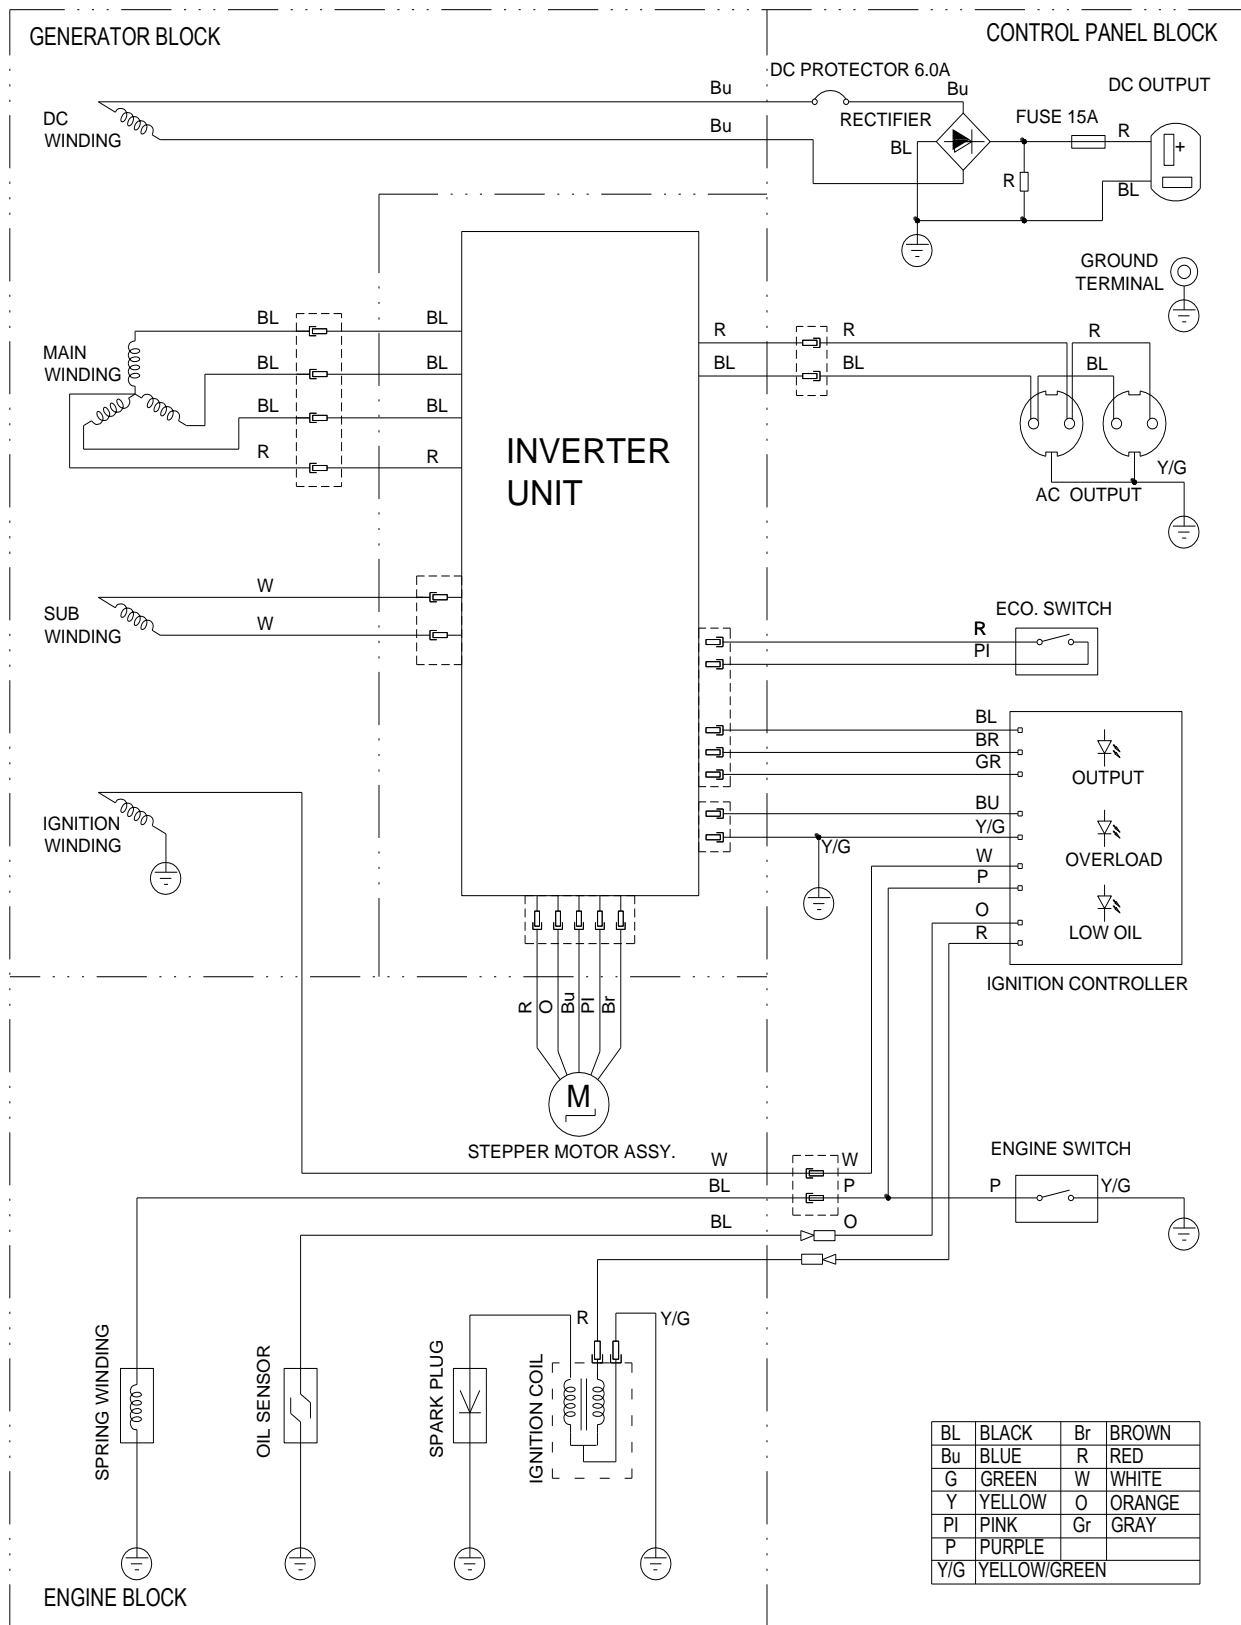 GENERATOR BLOCK
CONTROL PANEL BLOCK
DC PROTECTOR 6.0A
DC OUTPUT
Bu
Bu
FUSE 15A
RECTIFIER
DC
WINDING
Bu
BL
R
+
R
BL
GROUND
TERMINAL
BL
BL
R
R
R
MAIN
WINDING
BL
BL
BL
BL
BL
BL
BL
R
R
INVERTER
UNIT
Y/G
AC OUTPUT
W
SUB
WINDING
W
ECO. SWITCH
R
PI
BL
BR
GR
OUTPUT
BU
Y/G
Y/G
OVERLOAD
W
P
O
R
LOW OIL
IGNITION CONTROLLER
IGNITION
WINDING
R
O
Bu
PI
Br
M
STEPPER MOTOR ASSY.
W
W
BL
P
BL
O
ENGINE SWITCH
P
Y/G
R
Y/G
SPRING WINDING
OIL SENSOR
SPARK PLUG
IGNITION COIL
BL BLACK Br BROWN
Bu BLUE R RED
G GREEN W WHITE
Y YELLOW O ORANGE
PI PINK Gr GRAY
P PURPLE
Y/G YELLOW/GREEN
ENGINE BLOCK